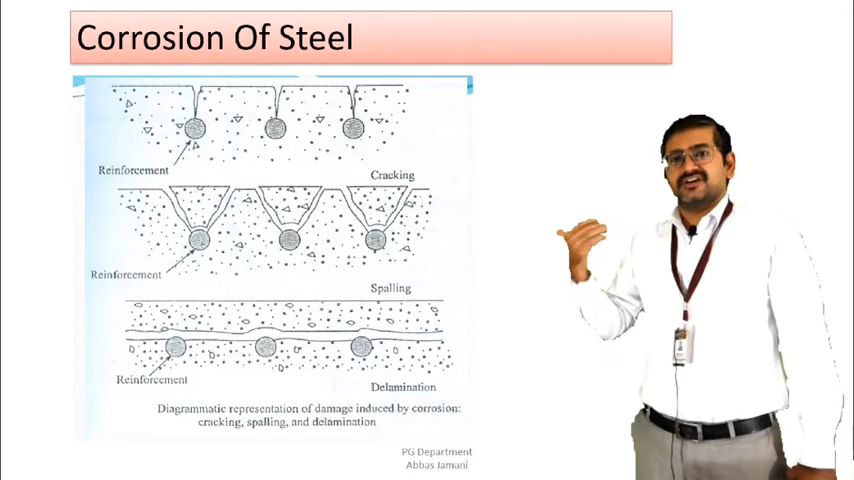 Corrosion Of Steel
Reinforcement
Cracking
Reinforcement
Spalling
Reinforcement
Delamination
Diagrammatic representation of damage induced by corrosion:
cracking, spalling, and delamination
PG Department
Abbas Jamani